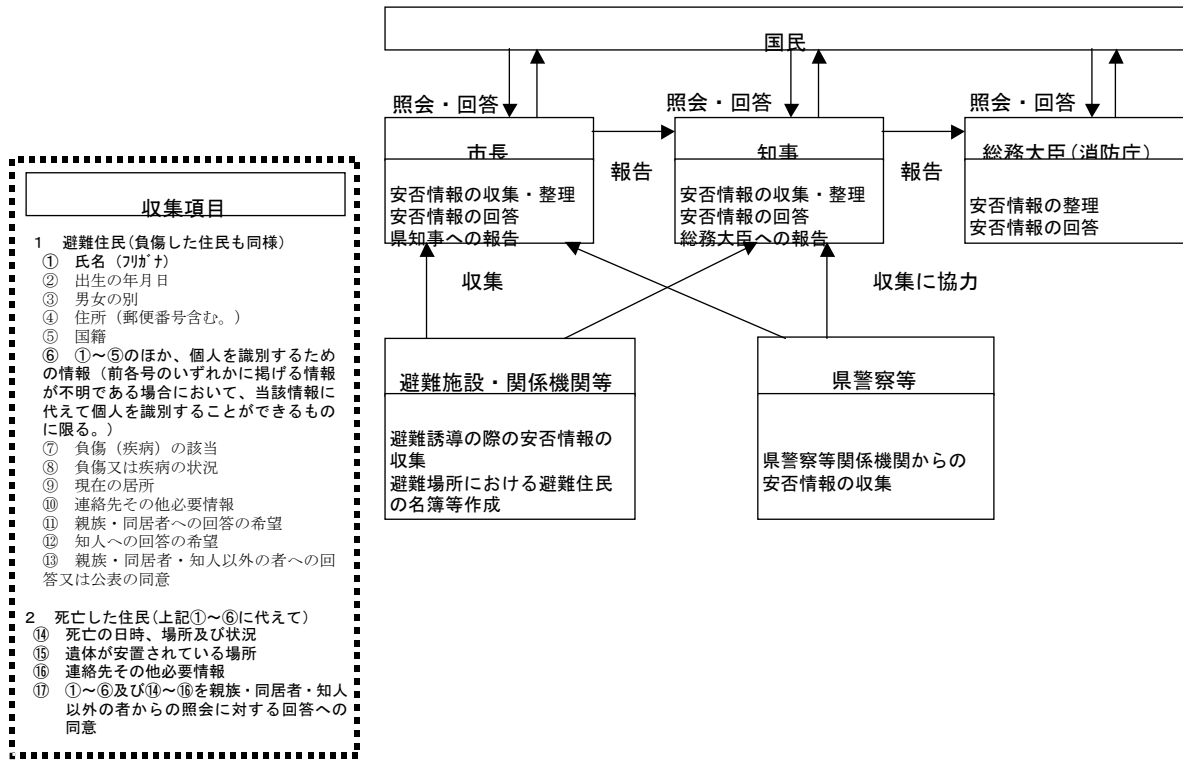 国民
照会・回答
照会・回答
照会・回答
市長
知事
総務大臣(消防庁)
報告
報告
安否情報の収集・整理
安否情報の回答
県知事への報告
安否情報の収集・整理
安否情報の回答
総務大臣への報告
安否情報の整理
安否情報の回答
収集
収集に協力
避難施設・関係機関等
避難誘導の際の安否情報の
収集
避難場所における避難住民
の名簿等作成
県警察等
県警察等関係機関からの
安否情報の収集
収集項目
1 避難住民(負傷した住民も同様)
① 氏名(フリガナ)
② 出生の年月日
③ 男女の別
④ 住所(郵便番号含む。)
⑤ 国籍
⑥ ①~⑤のほか、個人を識別するため
の情報(前各号のいずれかに掲げる情報
が不明である場合において、当該情報に
代えて個人を識別することができるもの
に限る。)
⑦ 負傷(疾病)の該当
⑧ 負傷又は疾病の状況
⑨ 現在の居所
⑩ 連絡先その他必要情報
⑪ 親族・同居者への回答の希望
⑫ 知人への回答の希望
⑬ 親族・同居者・知人以外の者への回
答又は公表の同意
2 死亡した住民(上記①~⑥に代えて)
⑭ 死亡の日時、場所及び状況
⑮ 遺体が安置されている場所
⑯ 連絡先その他必要情報
⑰ ①~⑥及び⑭~⑯を親族・同居者・知人
以外の者からの照会に対する回答への
同意